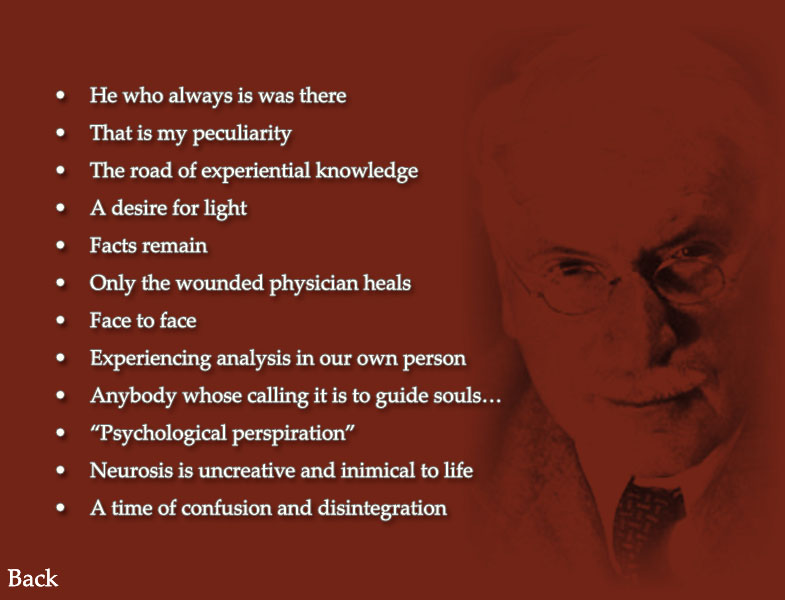 • He who always is was there
• That is my peculiarity
• The road of experiential knowledge
• A desire for light
• Facts remain
• Only the wounded physician heals
• Face to face
• Experiencing analysis in our own person
• Anybody whose calling it is to guide souls…
• “Psychological perspiration”
• Neurosis is uncreative and inimical to life
• A time of confusion and disintegration
Back